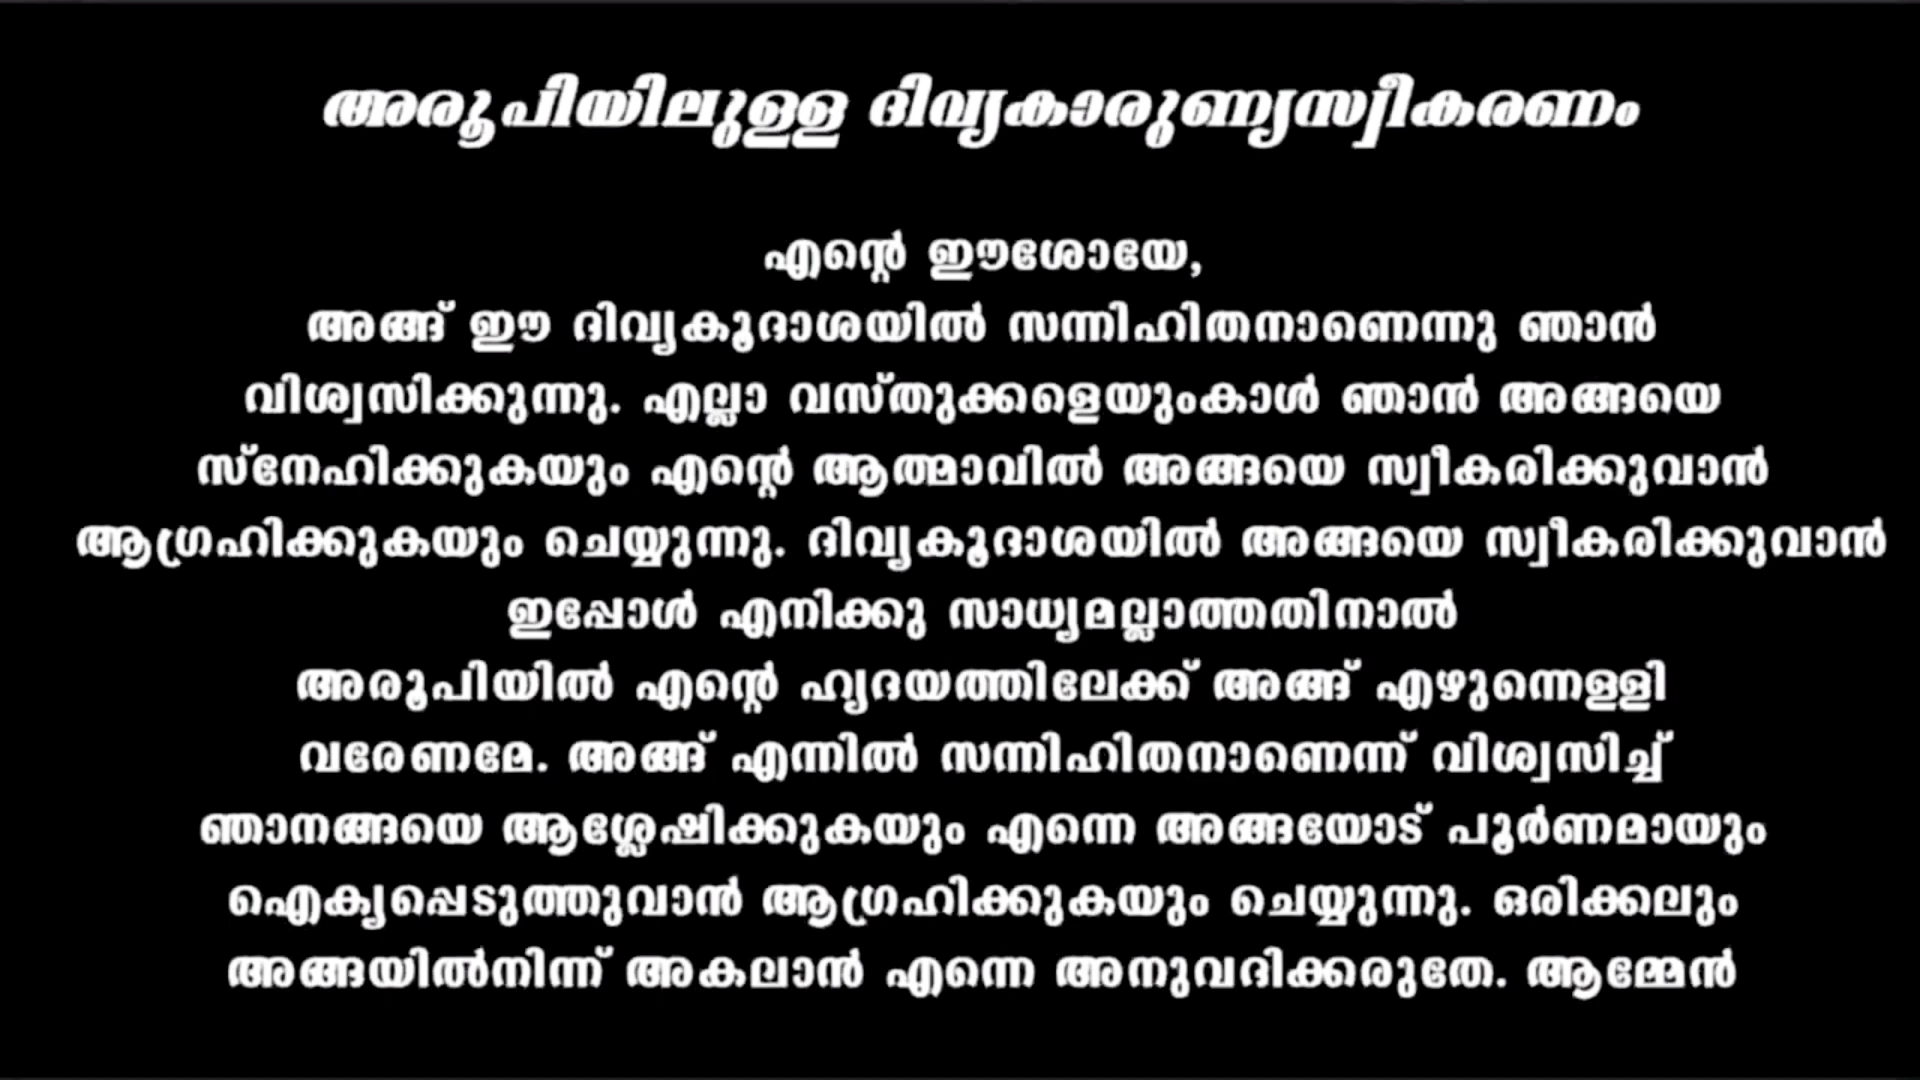 അരൂപിയിലുള്ള ദിവ്യകാരുണ്യസ്വീകരണം
എന്റെ ഈശോയേ,
അങ്ങ് ഈ ദിവ്യകൂദാശയിൽ സന്നിഹിതനാണെന്നു ഞാൻ
വിശ്വസിക്കുന്നു. എല്ലാ വസ്തുക്കളെയുംകാൾ ഞാൻ അങ്ങയെ
സ്നേഹിക്കുകയും എന്റെ ആത്മാവിൽ അങ്ങയെ സ്വീകരിക്കുവാൻ
ആഗ്രഹിക്കുകയും ചെയ്യുന്നു. ദിവ്യകൂദാശയിൽ അങ്ങയെ സ്വീകരിക്കുവാൻ
ഇപ്പോൾ എനിക്കു സാധ്യമല്ലാത്തതിനാൽ
അരൂപിയിൽ എന്റെ ഹൃദയത്തിലേക്ക് അങ്ങ് എഴുന്നെള്ളി
വരേണമേ. അങ്ങ് എന്നിൽ സന്നിഹിതനാണെന്ന് വിശ്വസിച്ച്
ഞാനങ്ങയെ ആശ്ലേഷിക്കുകയും എന്നെ അങ്ങയോട് പൂർണമായും
ഐക്യപ്പെടുത്തുവാൻ ആഗ്രഹിക്കുകയും ചെയ്യുന്നു. ഒരിക്കലും
അങ്ങയിൽനിന്ന് അകലാൻ എന്നെ അനുവദിക്കരുതേ. ആമ്മേൻ